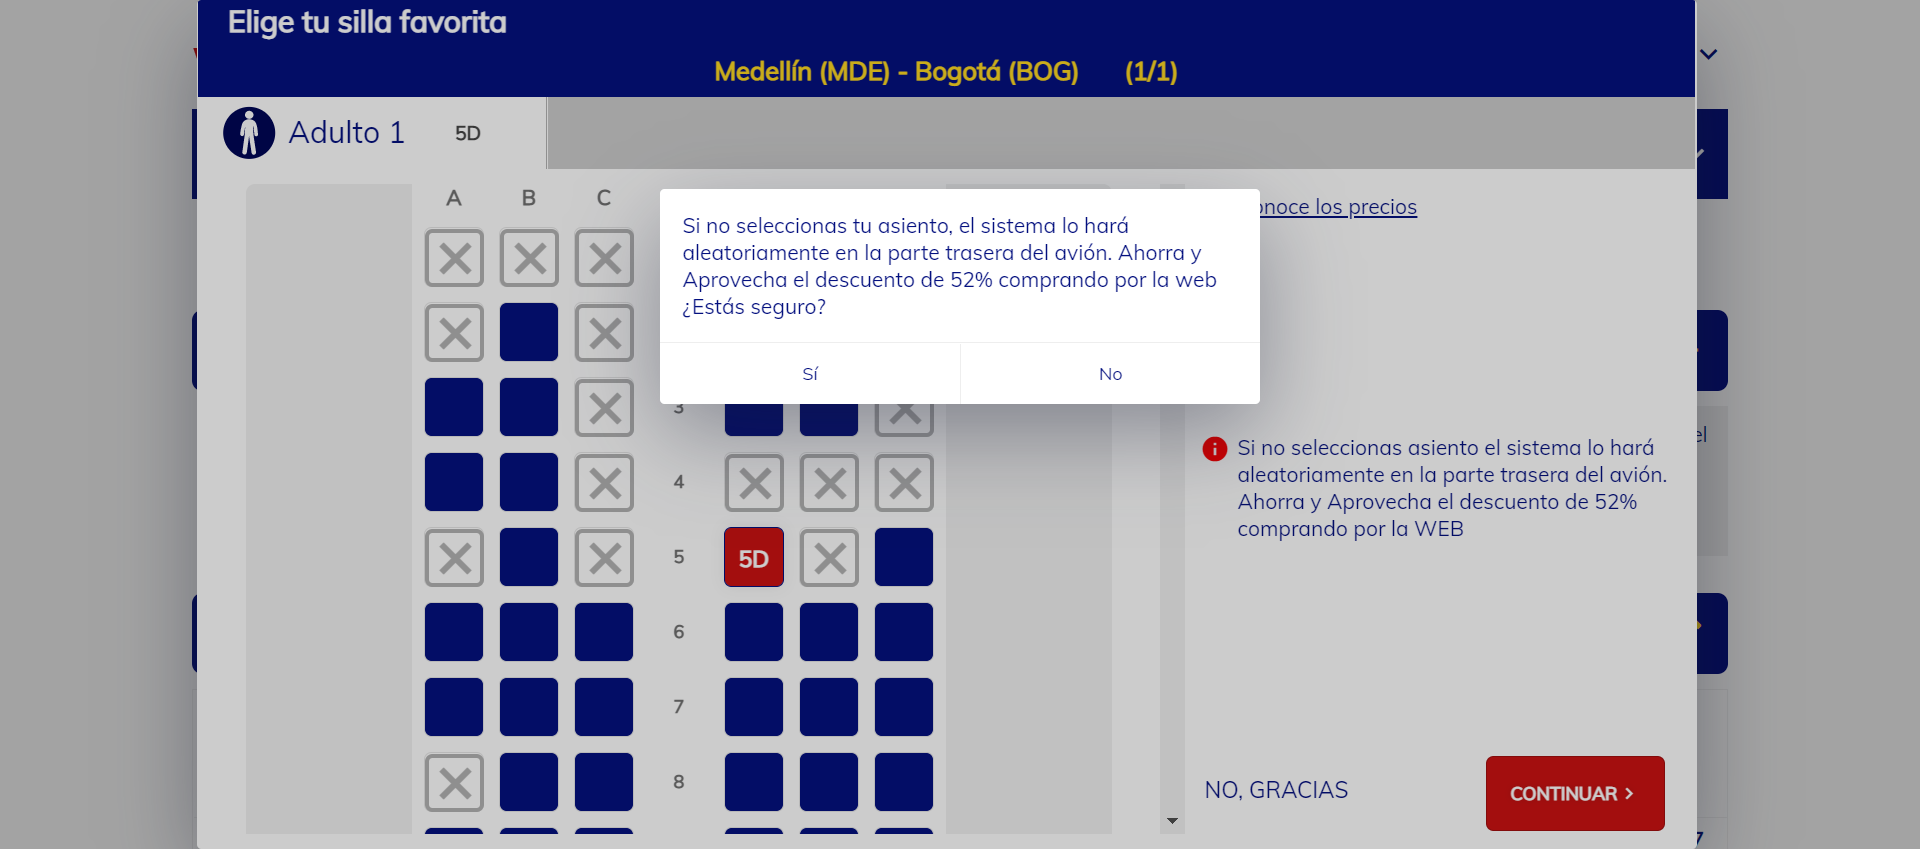 Elige tu silla favorita
Medellín (MDE) - Bogotá (BOG) (1/1)
Adulto 1 5D
A B C
Si no seleccionas tu asiento, el sistema lo hará
aleatoriamente en la parte trasera del avión. Ahorra y
Aprovecha el descuento de 52% comprando por la web
¿Estás seguro?
Sí No
los precios
3
4
5
5D
6
7
8
Si no seleccionas asiento el sistema lo hará
aleatoriamente en la parte trasera del avión.
Ahorra y Aprovecha el descuento de 52%
comprando por la WEB
NO, GRACIAS
CONTINUAR